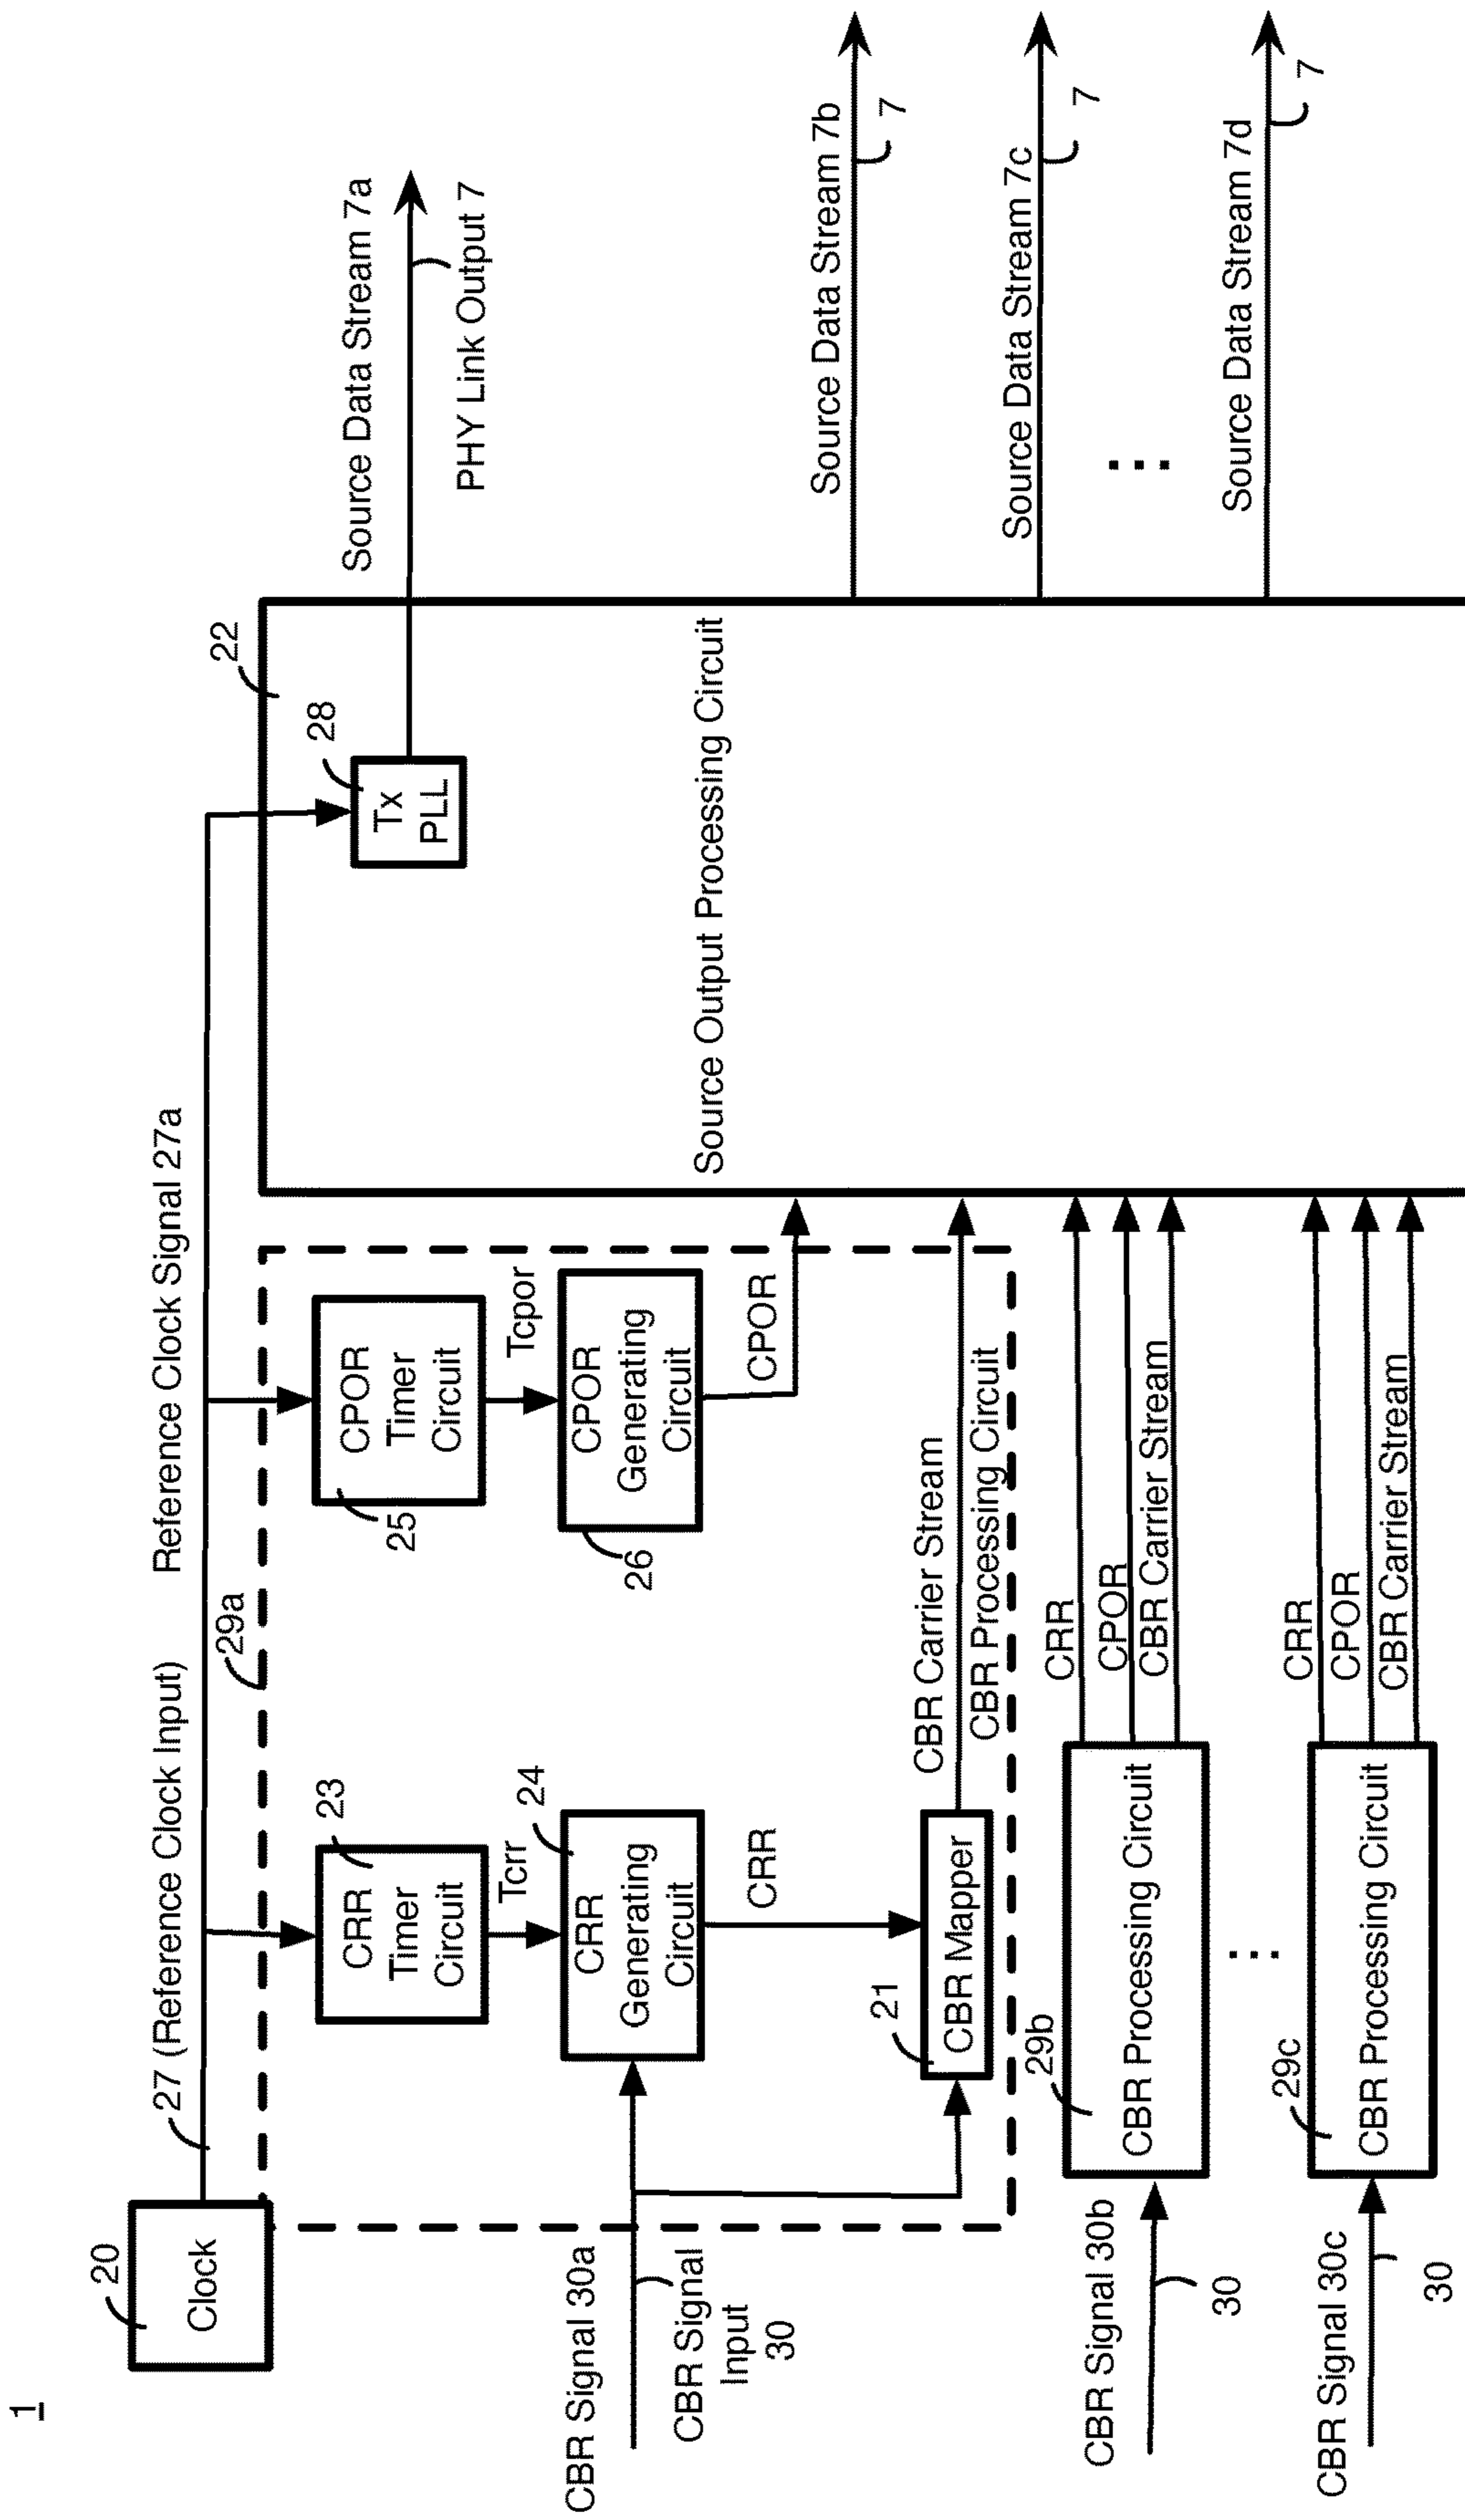 1
20
Clock
27 (Reference Clock Input)
Reference Clock Signal 27a
29a
22
CRR
Timer
Circuit
23
CPOR
Timer
Circuit
25
28
Tx
PLL
Source Data Stream 7a
PHY Link Output 7
Tcrr
Tcpor
CBR Signal 30a
CBR Signal
Input
30
CRR
Generating
Circuit
24
CPOR
Generating
Circuit
26
Source Output Processing Circuit
CRR
CPOR
Source Data Stream 7b
7
21
CBR Mapper
CBR Carrier Stream
CBR Processing Circuit
Source Data Stream 7c
7
CBR Signal 30b
30
29b
CBR Processing Circuit
CRR
CPOR
CBR Carrier Stream
Source Data Stream 7d
7
CBR Signal 30c
30
29c
CBR Processing Circuit
CRR
CPOR
CBR Carrier Stream